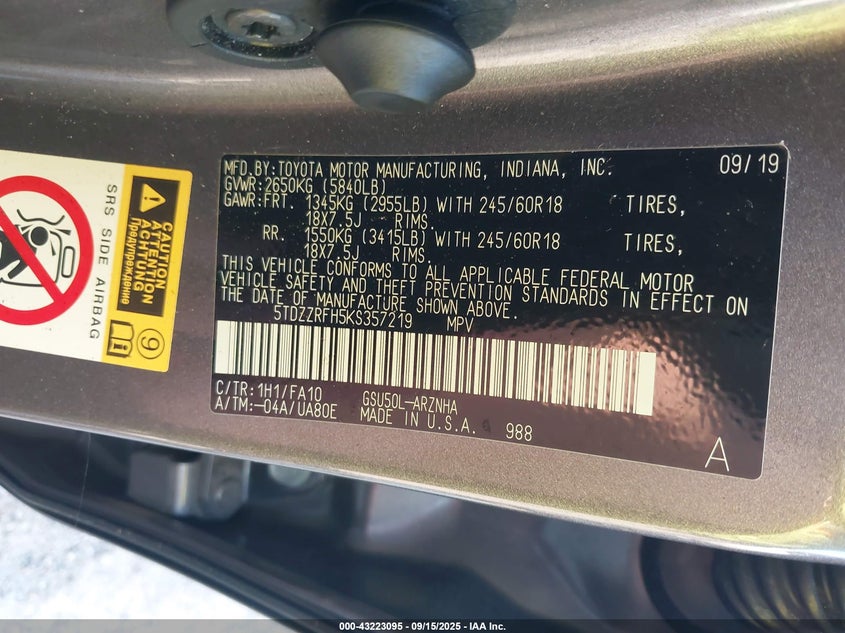 SRS SIDE AIRBAG
CAUTION
ATTENTION
ACHTUNG
Предупреждение
9
MFD.BY:TOYOTA MOTOR MANUFACTURING, INDIANA, INC. 09/19
GVWR:2650KG (5840LB)
GAWR:FRT. 1345KG (2955LB) WITH 245/60R18 TIRES,
18X7.5J RIMS.
RR. 1550KG (3415LB) WITH 245/60R18 TIRES,
18X7.5J RIMS.
THIS VEHICLE CONFORMS TO ALL APPLICABLE FEDERAL MOTOR
VEHICLE SAFETY AND THEFT PREVENTION STANDARDS IN EFFECT ON
THE DATE OF MANUFACTURE SHOWN ABOVE.
5TDZZRFH5KS357219 MPV
C/TR:1H1/FA10 GSU50L-ARZNHA
A/TM:-04A/UA80E MADE IN U.S.A. 988
A
000-43223095 - 09/15/2025 - IAA Inc.